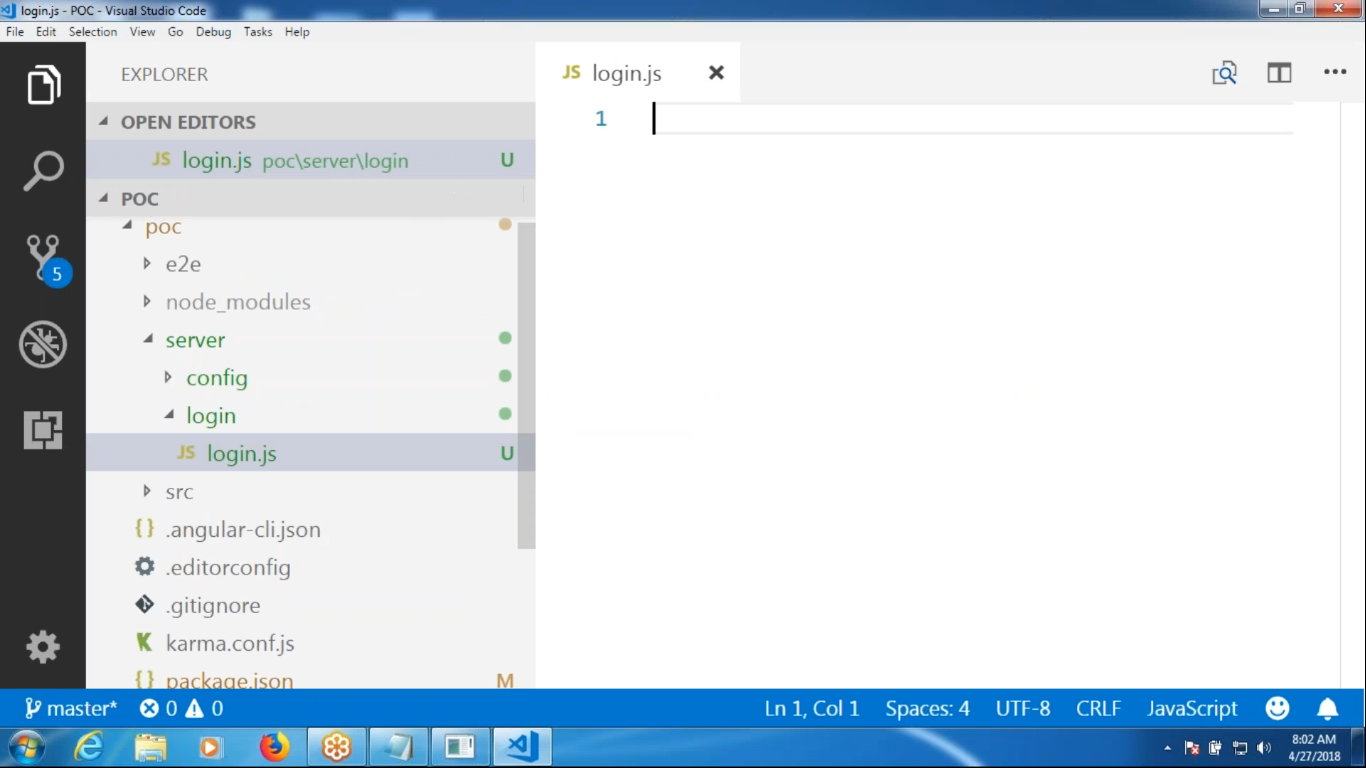 login.js - POC - Visual Studio Code
File Edit Selection View Go Debug Tasks Help
EXPLORER
JS login.js
OPEN EDITORS
1
JS login.js poc\server\login U
POC
poc
e2e
5
node_modules
server
config
login
JS login.js U
src
{ } .angular-cli.json
.editorconfig
.gitignore
K karma.conf.js
{ } package.json M
master* 0 0 Ln 1, Col 1 Spaces: 4 UTF-8 CRLF JavaScript
8:02 AM
4/27/2018